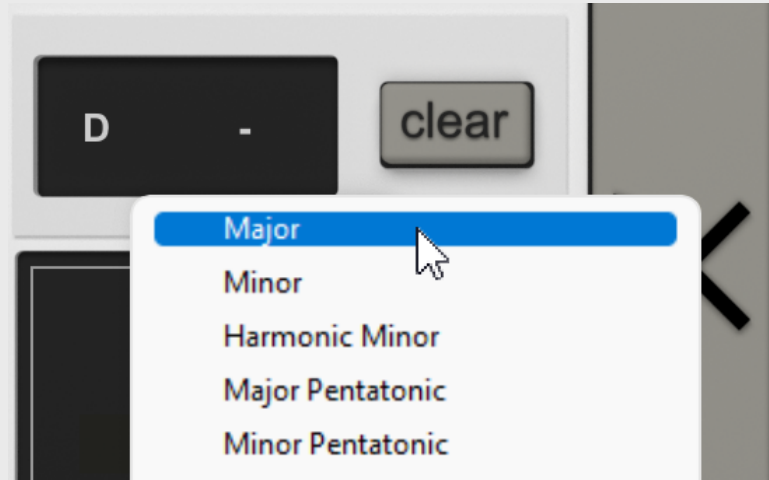 D -
clear
Major
Minor
Harmonic Minor
Major Pentatonic
Minor Pentatonic